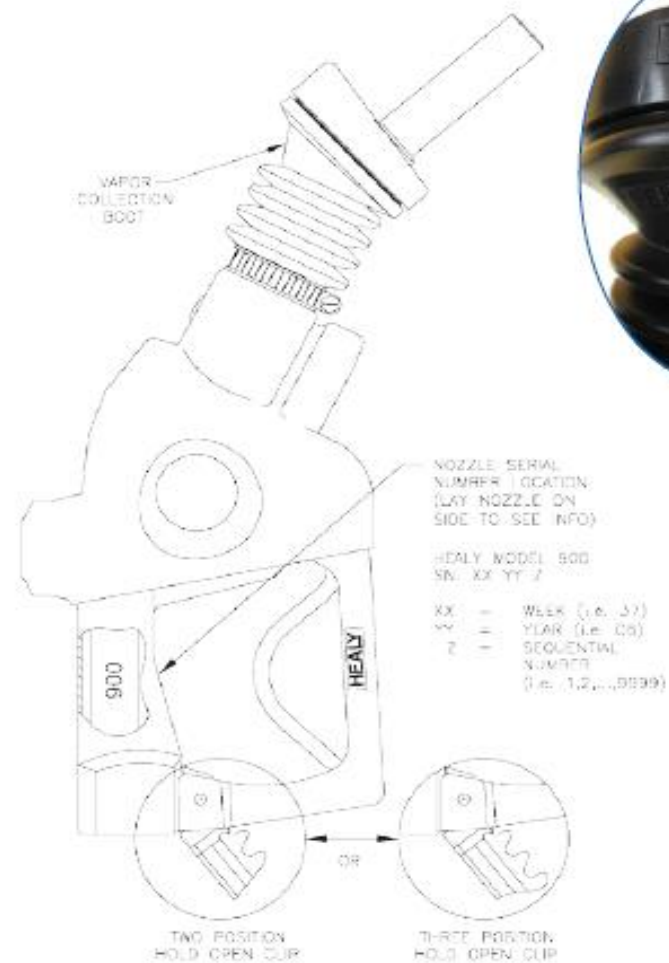 VAPOR
COLLECTION
BOOT
NOZZLE SERIAL
NUMBER LOCATION
(LAY NOZZLE ON
SIDE TO SEE INFO)
HEALY MODEL 900
SN: XX YY Z
XX = WEEK (i.e. 37)
YY = YEAR (i.e. 06)
Z = SEQUENTIAL
NUMBER
(i.e. 1,2,...,9999)
900
HEALY
OR
TWO POSITION
HOLD OPEN CLIP
THREE POSITION
HOLD OPEN CLIP